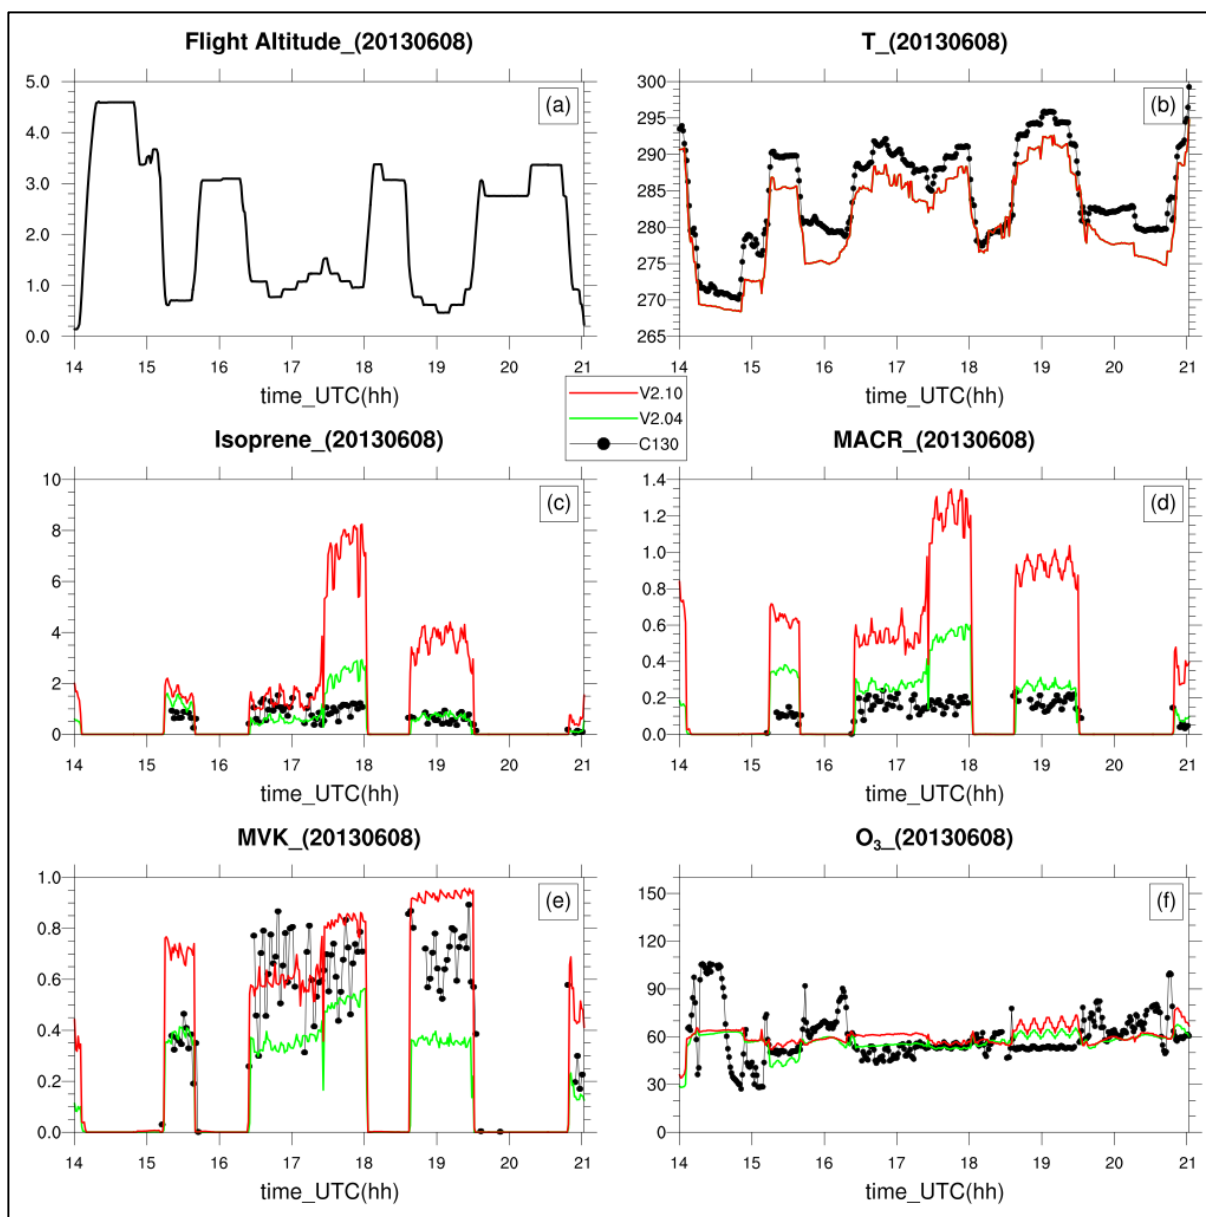 Flight Altitude_(20130608)
T_(20130608)
5.0
4.0
3.0
2.0
1.0
0.0
(a)
14 15 16 17 18 19 20 21
time_UTC(hh)
300
295
290
285
280
275
270
265
(b)
14 15 16 17 18 19 20 21
time_UTC(hh)
V2.10
V2.04
C130
Isoprene_(20130608)
MACR_(20130608)
10
8
6
4
2
0
(c)
14 15 16 17 18 19 20 21
time_UTC(hh)
1.4
1.2
1.0
0.8
0.6
0.4
0.2
0.0
(d)
14 15 16 17 18 19 20 21
time_UTC(hh)
MVK_(20130608)
O₃_(20130608)
1.0
0.8
0.6
0.4
0.2
0.0
(e)
14 15 16 17 18 19 20 21
time_UTC(hh)
150
120
90
60
30
0
(f)
14 15 16 17 18 19 20 21
time_UTC(hh)